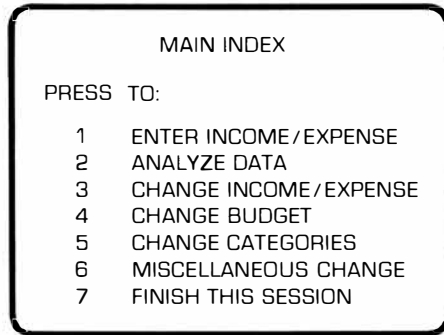 MAIN INDEX
PRESS TO:
1 ENTER INCOME/EXPENSE
2 ANALYZE DATA
3 CHANGE INCOME/EXPENSE
4 CHANGE BUDGET
5 CHANGE CATEGORIES
6 MISCELLANEOUS CHANGE
7 FINISH THIS SESSION